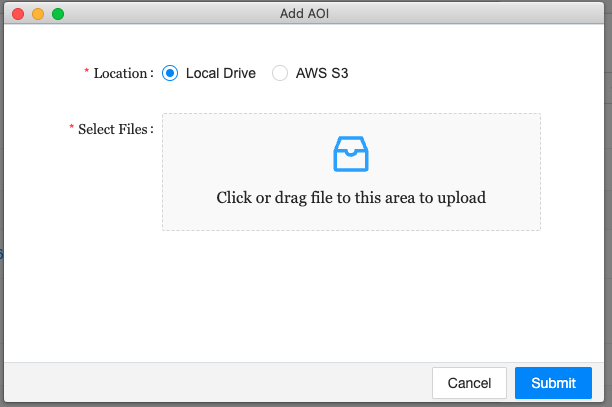 Add AOI
* Location: Local Drive AWS S3
* Select Files:
Click or drag file to this area to upload
Cancel Submit